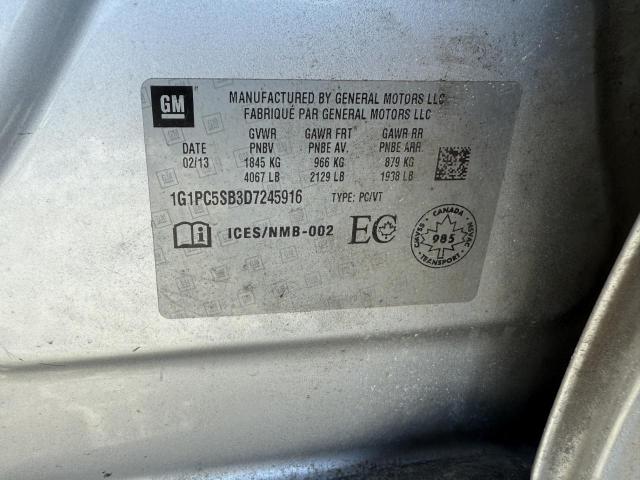 GM
MANUFACTURED BY GENERAL MOTORS LLC
FABRIQUÉ PAR GENERAL MOTORS LLC
GVWR GAWR FRT GAWR RR
DATE PNBV PNBE AV. PNBE ARR.
02/13 1845 KG 966 KG 879 KG
4067 LB 2129 LB 1938 LB
1G1PC5SB3D7245916 TYPE: PC/VT
ICES/NMB-002 EC
CANADA
985
TRANSPORT